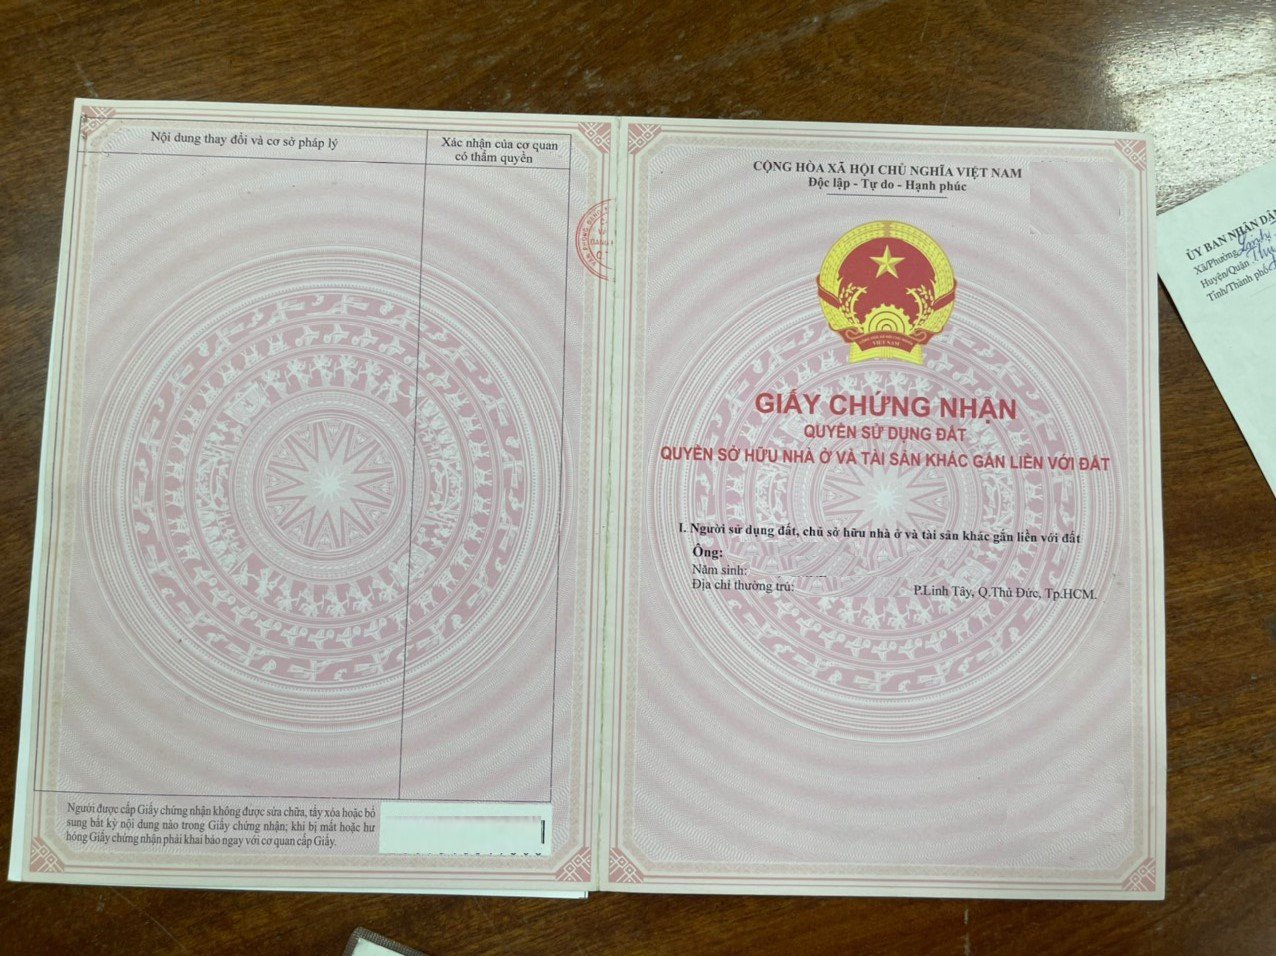 Nội dung thay đổi và cơ sở pháp lý
Xác nhận của cơ quan
có thẩm quyền
Người được cấp Giấy chứng nhận không được sửa chữa, tẩy xóa hoặc bổ
sung bất kỳ nội dung nào trong Giấy chứng nhận; khi bị mất hoặc hư
hỏng Giấy chứng nhận phải khai báo ngay với cơ quan cấp Giấy.
CỘNG HÒA XÃ HỘI CHỦ NGHĨA VIỆT NAM
Độc lập - Tự do - Hạnh phúc
VIỆT NAM
GIẤY CHỨNG NHẬN
QUYỀN SỬ DỤNG ĐẤT
QUYỀN SỞ HỮU NHÀ Ở VÀ TÀI SẢN KHÁC GẮN LIỀN VỚI ĐẤT
I. Người sử dụng đất, chủ sở hữu nhà ở và tài sản khác gắn liền với đất
Ông:
Năm sinh:
Địa chỉ thường trú: P.Linh Tây, Q.Thủ Đức, Tp.HCM.
ỦY BAN NHÂN DÂ
Xã/Phường
Huyện/Quận
Tỉnh/Thành phố